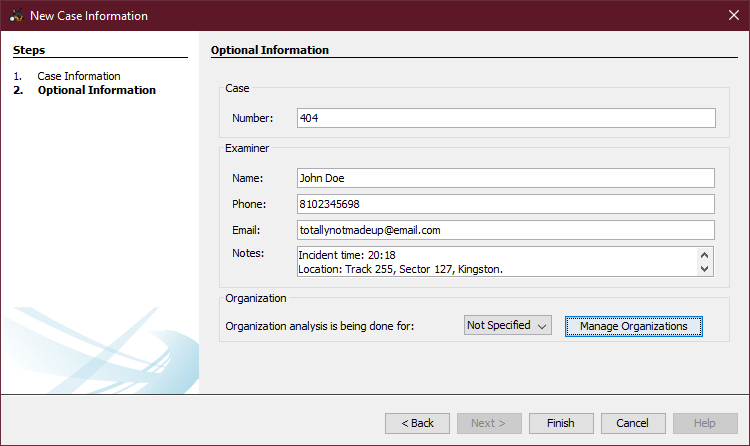 New Case Information
Steps
1. Case Information
2. Optional Information
Optional Information
Case
Number: 404
Examiner
Name: John Doe
Phone: 8102345698
Email: totallynotmadeup@email.com
Notes: Incident time: 20:18
Location: Track 255, Sector 127, Kingston.
Organization
Organization analysis is being done for: Not Specified Manage Organizations
< Back Next > Finish Cancel Help